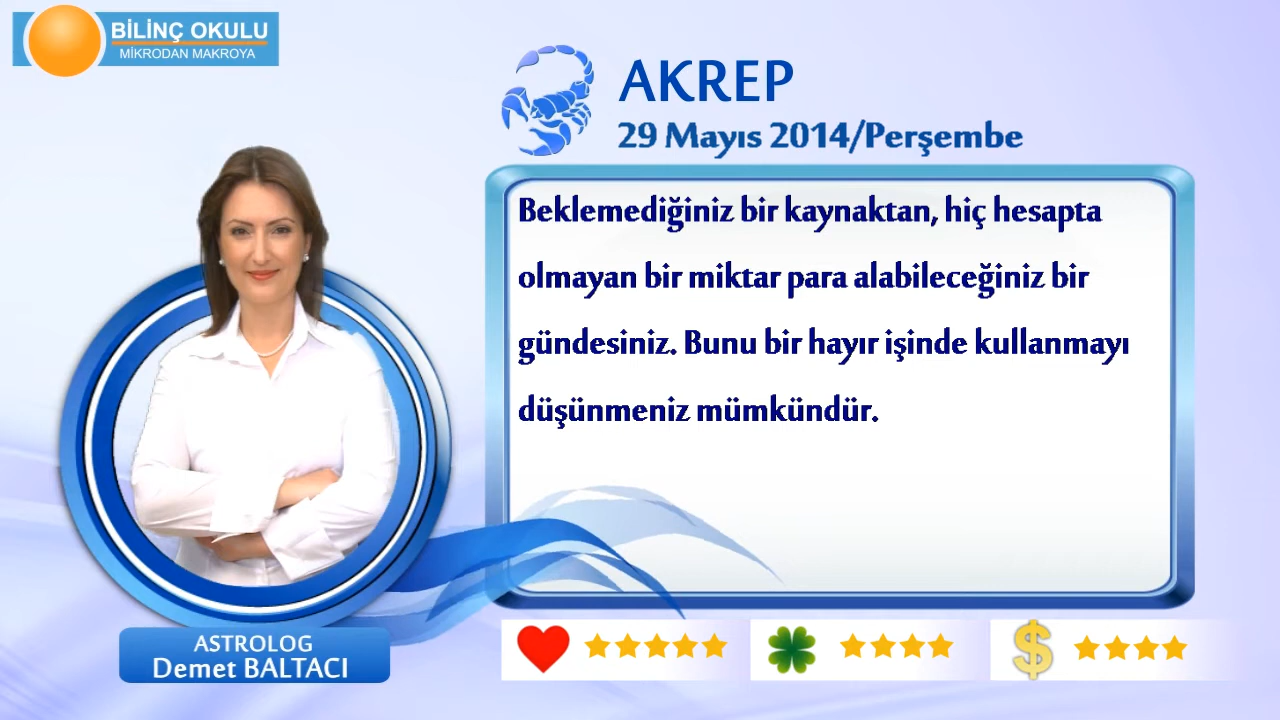 BİLİNÇ OKULU
MİKRODAN MAKROYA
AKREP
29 Mayıs 2014/Perşembe
Beklemediğiniz bir kaynaktan, hiç hesapta
olmayan bir miktar para alabileceğiniz bir
gündesiniz. Bunu bir hayır işinde kullanmayı
düşünmeniz mümkündür.
ASTROLOG
Demet BALTACI